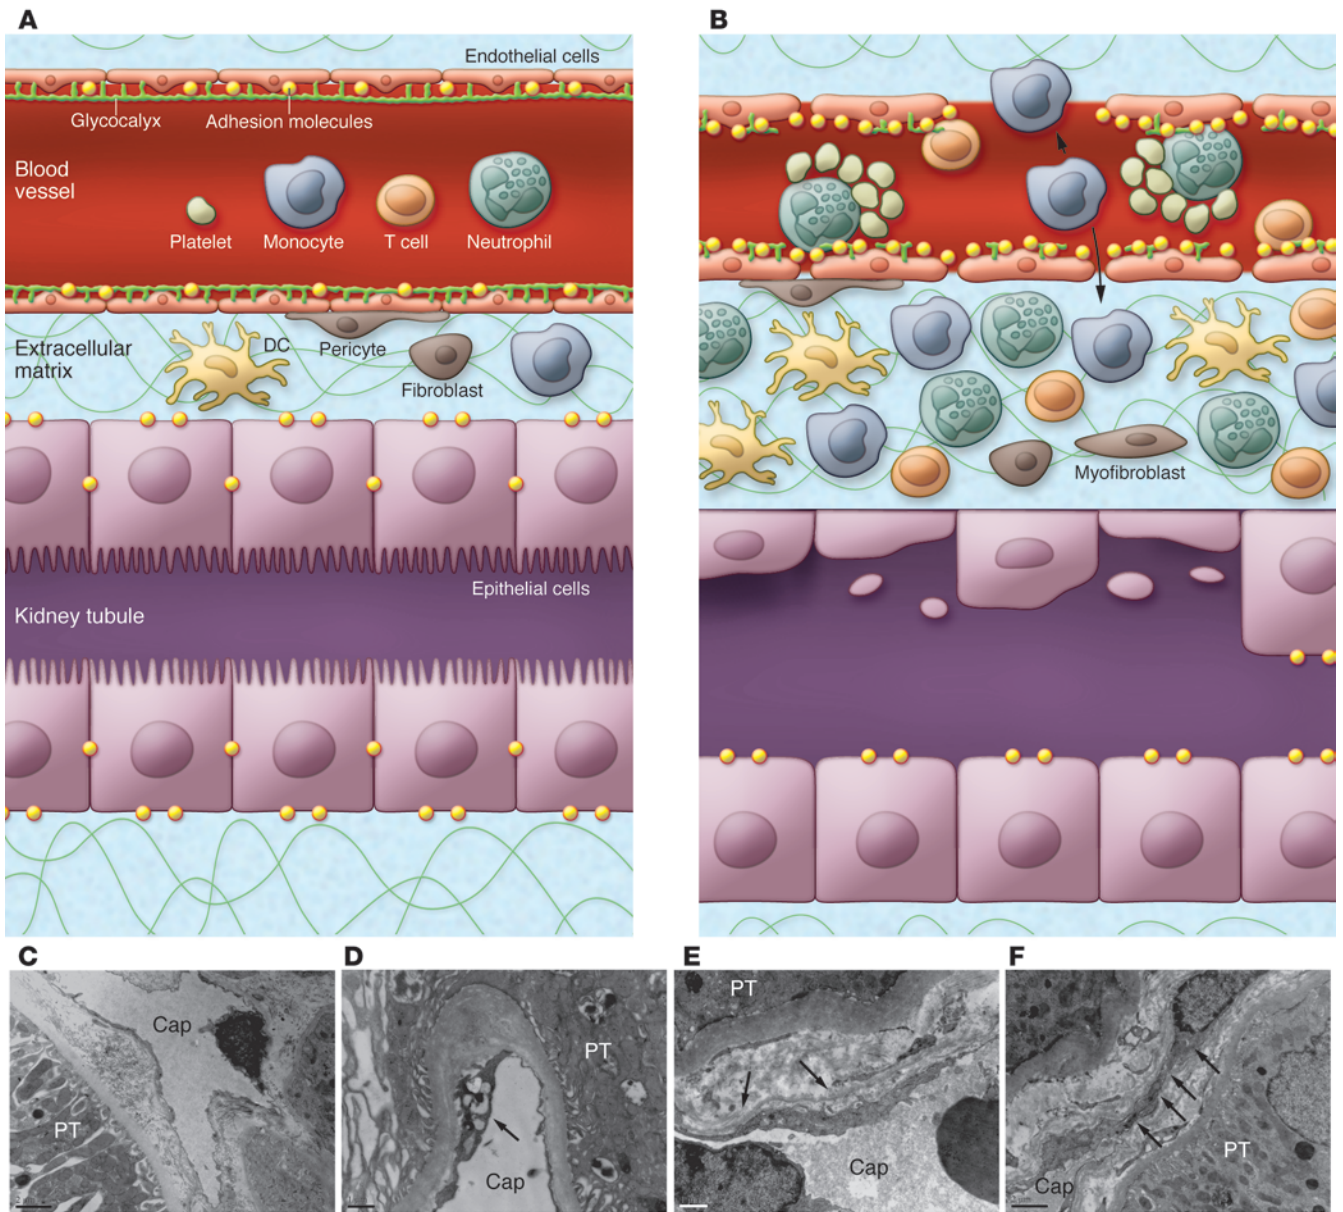 A
Endothelial cells
Glycocalyx
Adhesion molecules
Blood
vessel
Platelet
Monocyte
T cell
Neutrophil
Extracellular
matrix
DC
Pericyte
Fibroblast
Epithelial cells
Kidney tubule
B
Myofibroblast
C
Cap
PT
D
PT
Cap
E
PT
Cap
F
PT
Cap